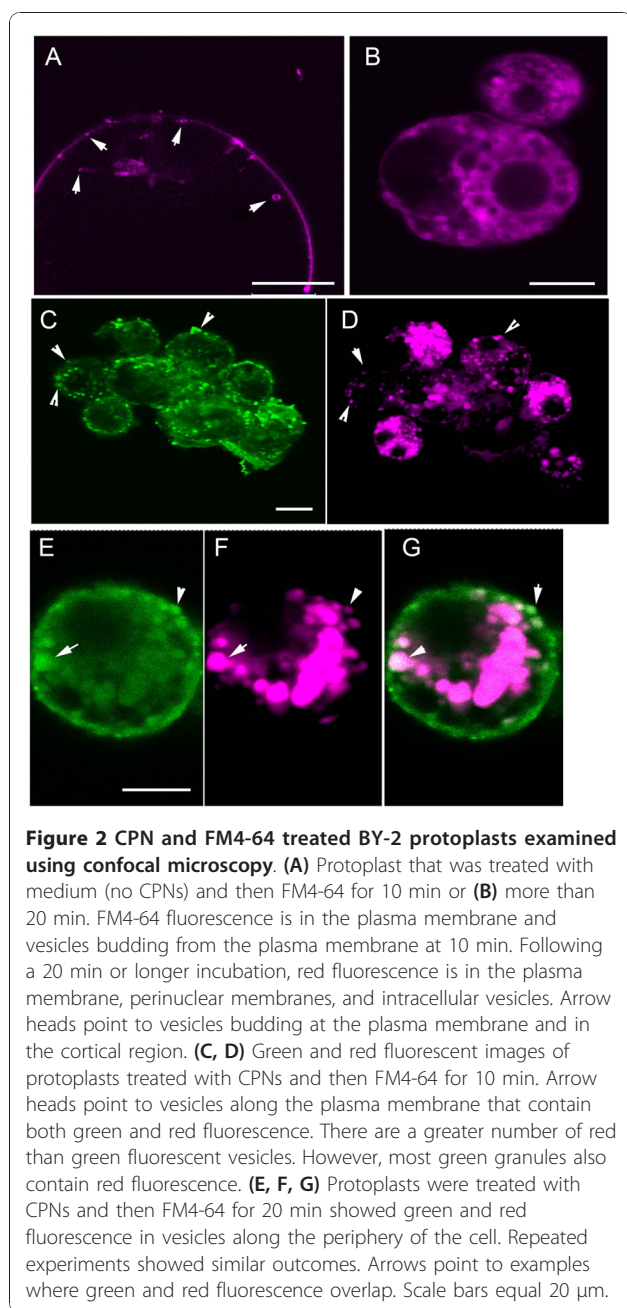 A
B
C
D
E
F
G
Figure 2 CPN and FM4-64 treated BY-2 protoplasts examined
using confocal microscopy. (A) Protoplast that was treated with
medium (no CPNs) and then FM4-64 for 10 min or (B) more than
20 min. FM4-64 fluorescence is in the plasma membrane and
vesicles budding from the plasma membrane at 10 min. Following
a 20 min or longer incubation, red fluorescence is in the plasma
membrane, perinuclear membranes, and intracellular vesicles. Arrow
heads point to vesicles budding at the plasma membrane and in
the cortical region. (C, D) Green and red fluorescent images of
protoplasts treated with CPNs and then FM4-64 for 10 min. Arrow
heads point to vesicles along the plasma membrane that contain
both green and red fluorescence. There are a greater number of red
than green fluorescent vesicles. However, most green granules also
contain red fluorescence. (E, F, G) Protoplasts were treated with
CPNs and then FM4-64 for 20 min showed green and red
fluorescence in vesicles along the periphery of the cell. Repeated
experiments showed similar outcomes. Arrows point to examples
where green and red fluorescence overlap. Scale bars equal 20 μm.